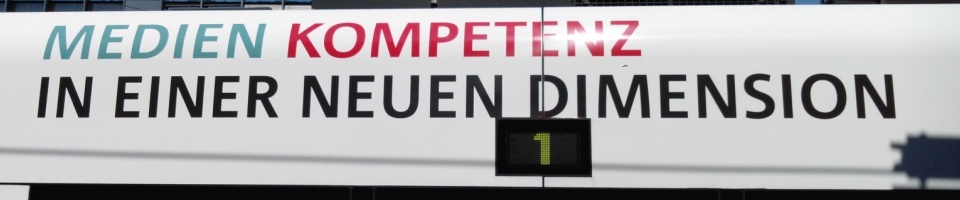 MEDIEN KOMPETENZ
IN EINER NEUEN DIMENSION
1